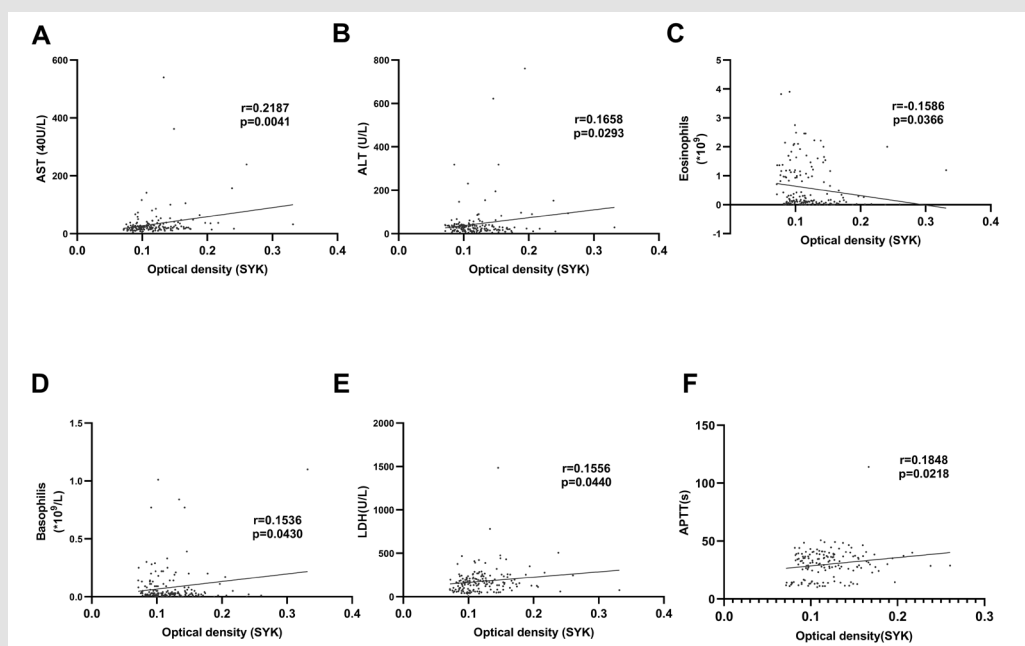 A
600
400
200
0
0.1
0.2
0.3
0.4
AST (40U/L)
r=0.2187
p=0.0041
Optical density (SYK)
B
800
600
400
200
0
0.0
0.1
0.2
0.3
0.4
ALT (U/L)
r=0.1658
p=0.0293
Optical density (SYK)
C
5
4
3
2
1
0
-1
0.1
0.2
0.3
0.4
Eosinophils
(*10⁹)
r=-0.1586
p=0.0366
Optical density (SYK)
D
1.5
1.0
0.5
0.0
0.0
0.1
0.2
0.3
0.4
Basophilis
(*10⁹/L)
r=0.1536
p=0.0430
Optical density (SYK)
E
2000
1500
1000
500
0
0.0
0.1
0.2
0.3
0.4
LDH(U/L)
r=0.1556
p=0.0440
Optical density (SYK)
F
150
100
50
0
0.0
0.1
0.2
0.3
APTT(s)
r=0.1848
p=0.0218
Optical density(SYK)